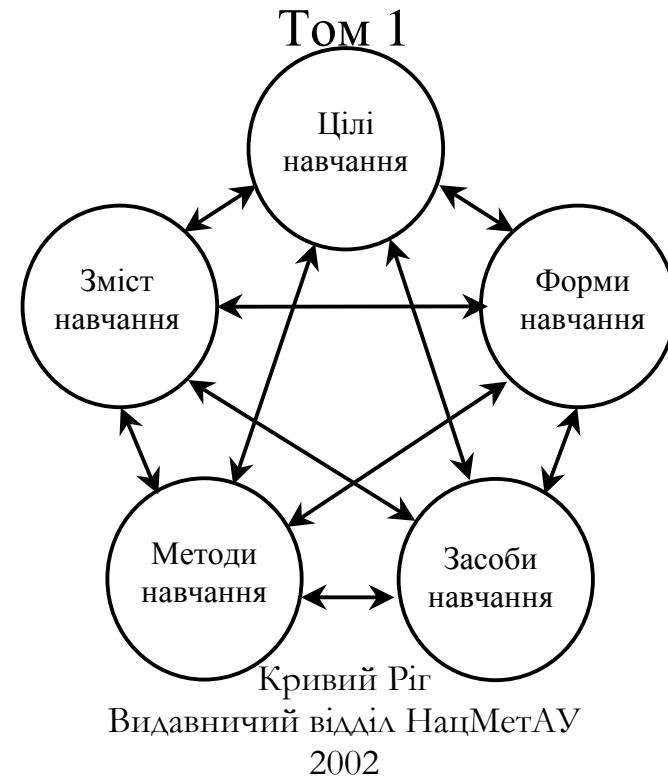 Том 1
Цілі
навчання
Зміст
навчання
Форми
навчання
Методи
навчання
Засоби
навчання
Кривий Ріг
Видавничий відділ НацМетАУ
2002